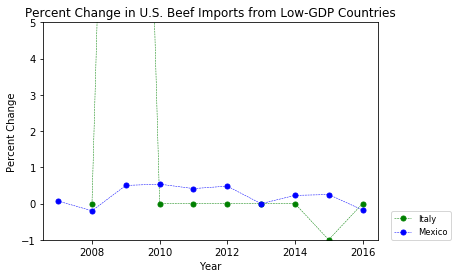 Percent Change in U.S. Beef Imports from Low-GDP Countries
5
4
3
2
1
0
−1
Percent Change
2008 2010 2012 2014 2016
Year
Italy
Mexico